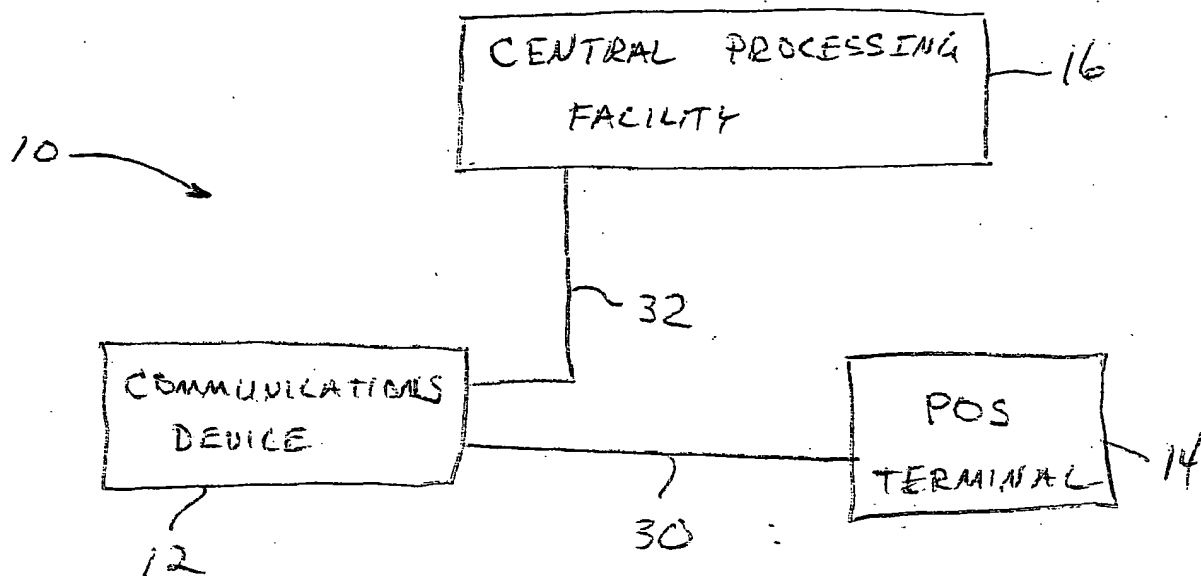 CENTRAL PROCESSING
FACILITY
16
10
32
COMMUNICATIONS
DEVICE
POS
TERMINAL
14
30
12